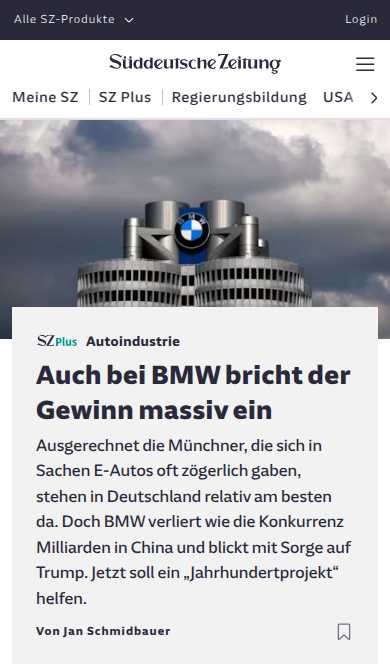 Alle SZ-Produkte
Login
Süddeutsche Zeitung
Meine SZ
SZ Plus
Regierungsbildung
USA
BMW
SZ Plus Autoindustrie
Auch bei BMW bricht der
Gewinn massiv ein
Ausgerechnet die Münchner, die sich in
Sachen E-Autos oft zögerlich gaben,
stehen in Deutschland relativ am besten
da. Doch BMW verliert wie die Konkurrenz
Milliarden in China und blickt mit Sorge auf
Trump. Jetzt soll ein „Jahrhundertprojekt“
helfen.
Von Jan Schmidbauer